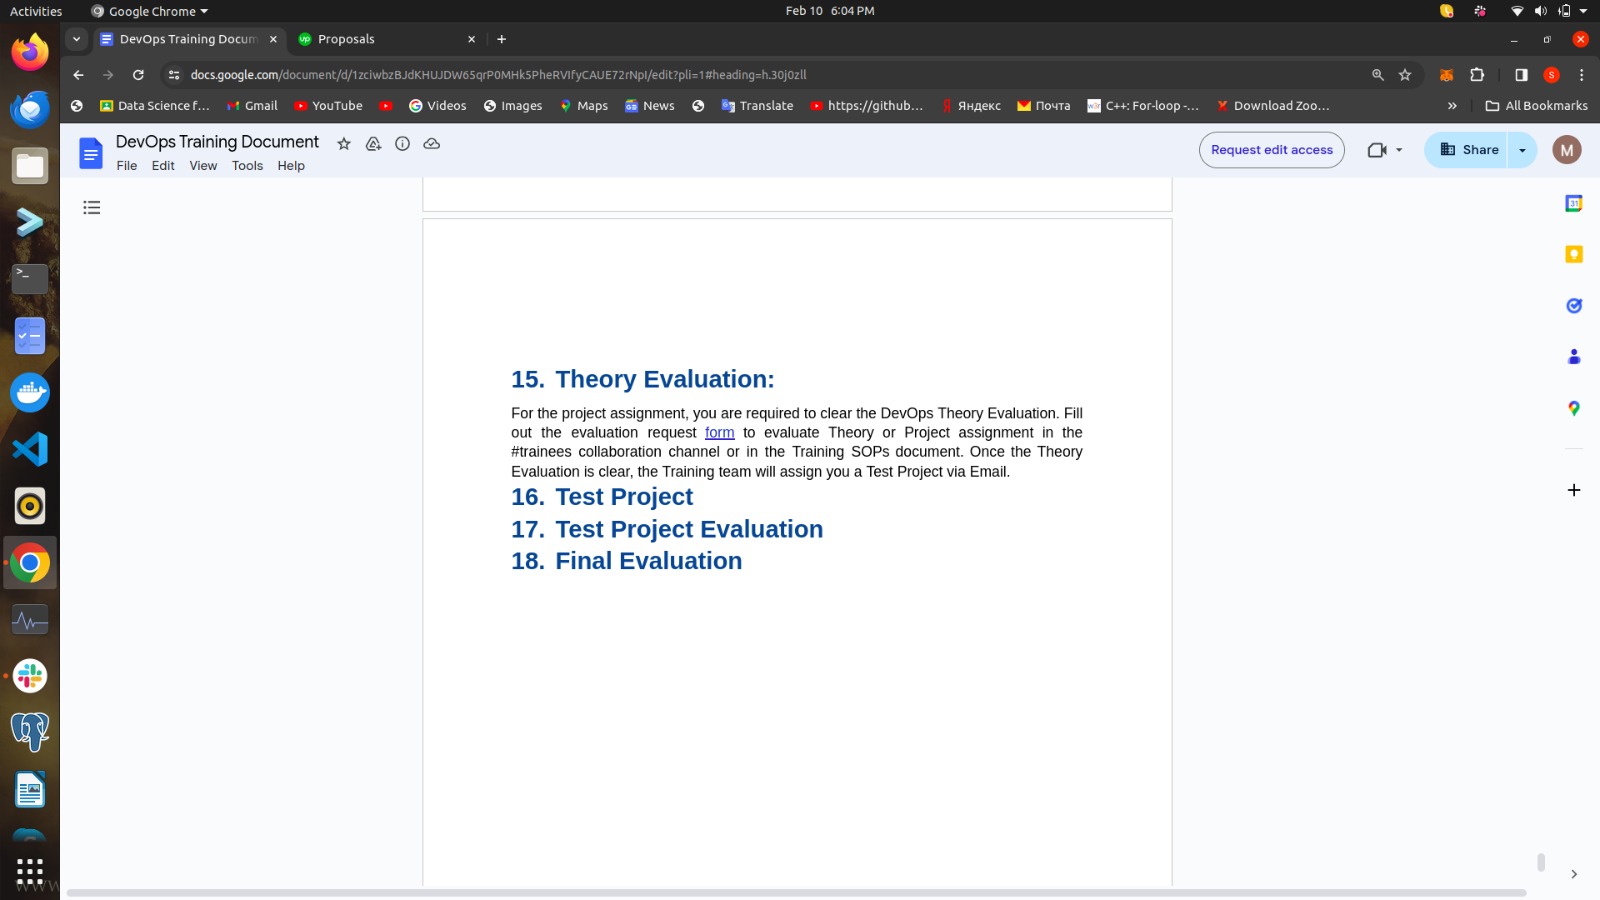 Activities
Google Chrome
Feb 10 6:04 PM
DevOps Training Docum
Proposals
docs.google.com/document/d/1zciwbzBJdKHUJDW65qrP0MHk5PheRVIfyCAUE72rNpI/edit?pli=1#heading=h.30j0zll
S
Data Science f...
Gmail
YouTube
Videos
Images
Maps
News
Translate
https://github...
Яндекс
Почта
C++: For-loop -...
Download Zoo...
All Bookmarks
DevOps Training Document
File Edit View Tools Help
Request edit access
Share
M
31
15. Theory Evaluation:
For the project assignment, you are required to clear the DevOps Theory Evaluation. Fill
out the evaluation request form to evaluate Theory or Project assignment in the
#trainees collaboration channel or in the Training SOPs document. Once the Theory
Evaluation is clear, the Training team will assign you a Test Project via Email.
16. Test Project
17. Test Project Evaluation
18. Final Evaluation